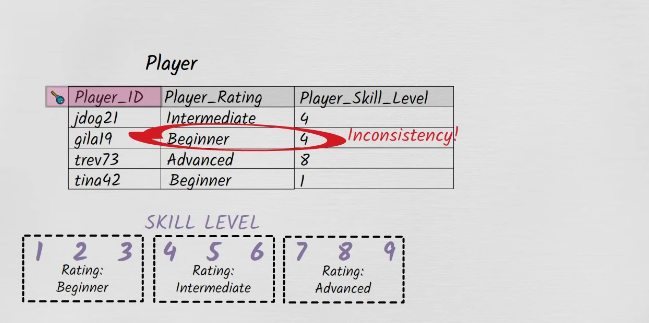 Player
Player_ID Player_Rating Player_Skill_Level
jdog21 Intermediate 4
gila19 Beginner 4 Inconsistency!
trev73 Advanced 8
tina42 Beginner 1
SKILL LEVEL
1 2 3 4 5 6 7 8 9
Rating: Rating: Rating:
Beginner Intermediate Advanced